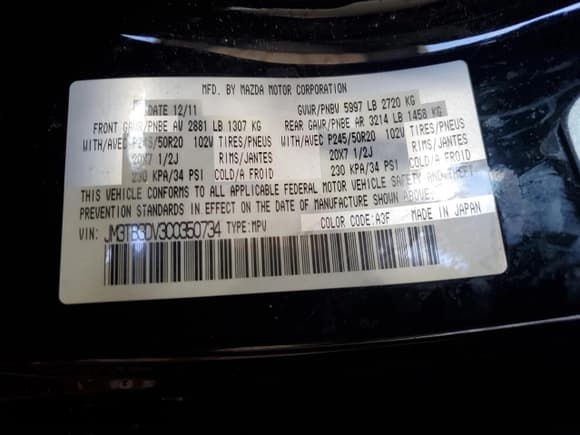 MFD. BY MAZDA MOTOR CORPORATION
DATE 12/11 GVWR/PNBV 5997 LB 2720 KG
FRONT GAWR/PNBE AV 2881 LB 1307 KG REAR GAWR/PNBE AR 3214 LB 1458 KG
WITH/AVEC P245/50R20 102V TIRES/PNEUS WITH/AVEC P245/50R20 102V TIRES/PNEUS
20X7 1/2J RIMS/JANTES 20X7 1/2J RIMS/JANTES
230 KPA/34 PSI COLD/A FROID 230 KPA/34 PSI COLD/A FROID
THIS VEHICLE CONFORMS TO ALL APPLICABLE FEDERAL MOTOR VEHICLE SAFETY AND THEFT
PREVENTION STANDARDS IN EFFECT ON THE DATE OF MANUFACTURE SHOWN ABOVE.
VIN: JM3TB3DV3C0350734 TYPE:MPV COLOR CODE:A3F MADE IN JAPAN